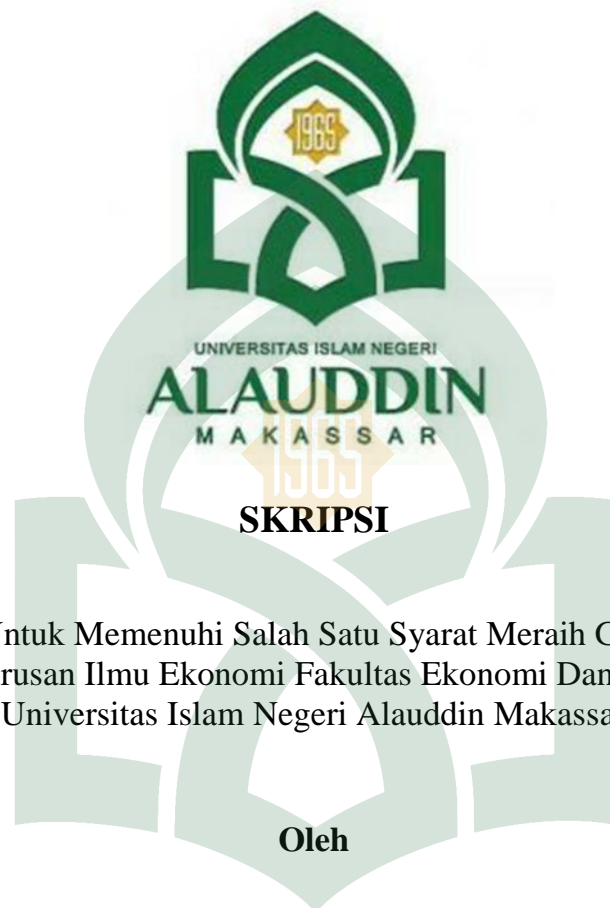 1965
UNIVERSITAS ISLAM NEGERI
ALAUDDIN
MAKASSAR
1965
SKRIPSI
ntuk Memenuhi Salah Satu Syarat Meraih
rusan Ilmu Ekonomi Fakultas Ekonomi Dan
Universitas Islam Negeri Alauddin Makassa
Oleh